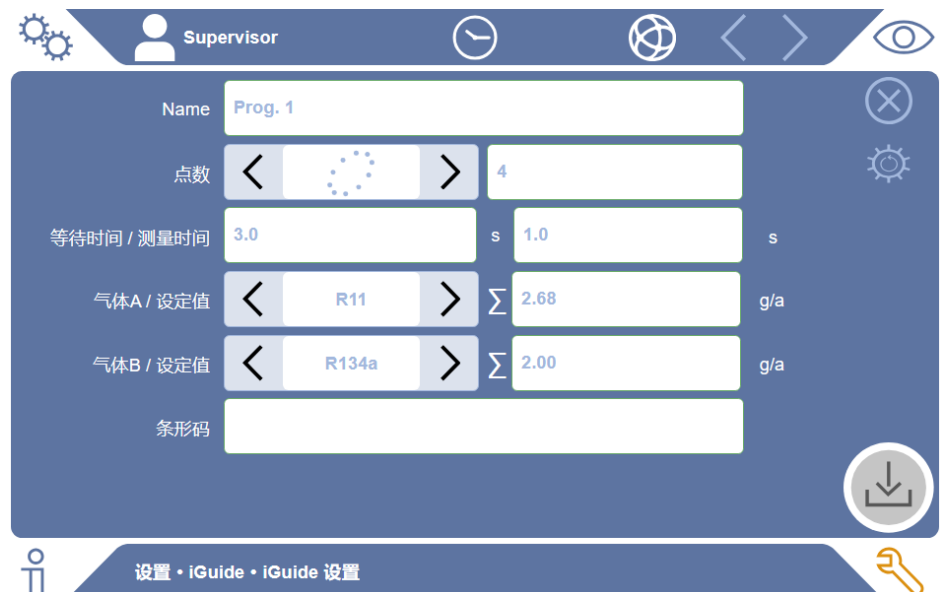 Supervisor
Name Prog. 1
点数 4
等待时间 / 测量时间 3.0 s 1.0 s
气体A / 设定值 R11 ∑ 2.68 g/a
气体B / 设定值 R134a ∑ 2.00 g/a
条形码
设置 • iGuide • iGuide 设置